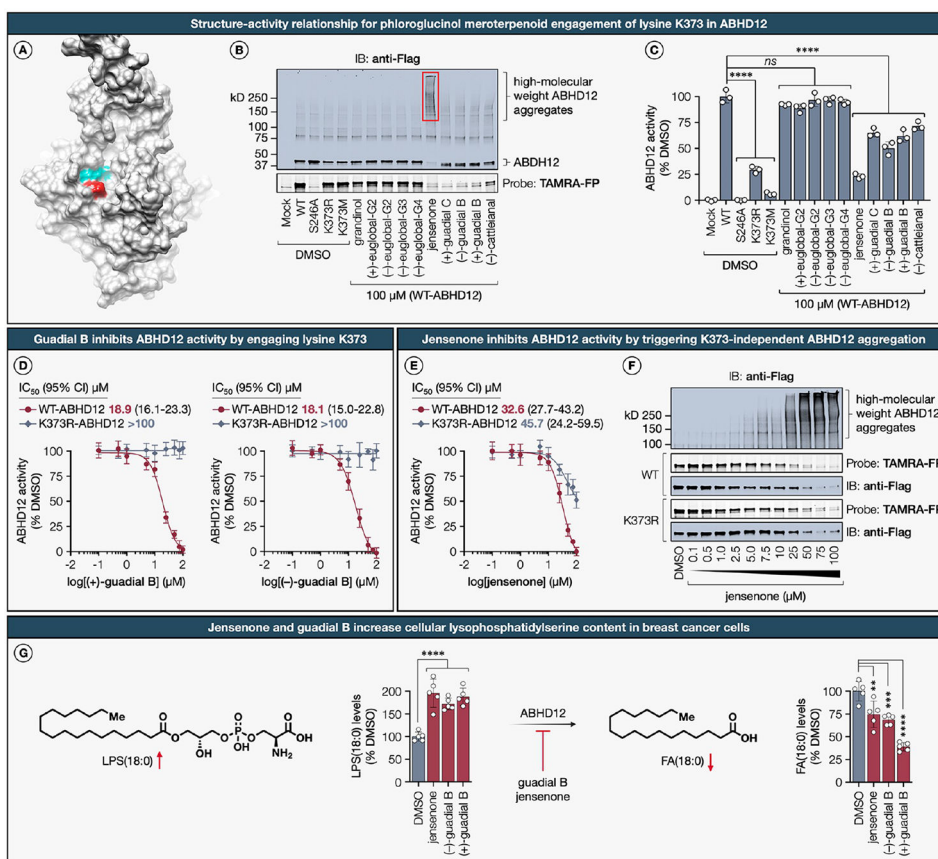 Structure-activity relationship for phloroglucinol meroterpenoid engagement of lysine K373 in ABHD12
A
B
IB: anti-Flag
kD 250
150
100
75
50
37
high-molecular
weight ABHD12
aggregates
ABDH12
Probe: TAMRA-FP
Mock
WT
S246A
K373R
K373M
grandinol
(+)-euglobal-G2
(−)-euglobal-G2
(−)-euglobal-G3
(−)-euglobal-G4
jensenone
(+)-guadial C
(−)-guadial B
(+)-guadial B
(−)-cattleianal
DMSO
100 μM (WT-ABHD12)
C
ABHD12 activity
(% DMSO)
100
75
50
25
0
ns
****
****
Mock
WT
S246A
K373R
K373M
grandinol
(+)-euglobal-G2
(−)-euglobal-G2
(−)-euglobal-G3
(−)-euglobal-G4
jensenone
(+)-guadial C
(−)-guadial B
(+)-guadial B
(−)-cattleianal
DMSO
100 μM (WT-ABHD12)
Guadial B inhibits ABHD12 activity by engaging lysine K373
D
IC50 (95% CI) μM
WT-ABHD12 18.9 (16.1-23.3)
K373R-ABHD12 >100
ABHD12 activity
(% DMSO)
100
75
50
25
0
-2 -1 0 1 2
log[(+)-guadial B] (μM)
IC50 (95% CI) μM
WT-ABHD12 18.1 (15.0-22.8)
K373R-ABHD12 >100
ABHD12 activity
(% DMSO)
100
75
50
25
0
-2 -1 0 1 2
log[(−)-guadial B] (μM)
Jensenone inhibits ABHD12 activity by triggering K373-independent ABHD12 aggregation
E
IC50 (95% CI) μM
WT-ABHD12 32.6 (27.7-43.2)
K373R-ABHD12 45.7 (24.2-59.5)
ABHD12 activity
(% DMSO)
100
75
50
25
0
-2 -1 0 1 2
log[jensenone] (μM)
F
IB: anti-Flag
kD 250
150
100
high-molecular
weight ABHD12
aggregates
WT
Probe: TAMRA-FP
IB: anti-Flag
K373R
Probe: TAMRA-FP
IB: anti-Flag
DMSO
0.1
0.5
1.0
2.5
5.0
7.5
10
25
50
75
100
jensenone (μM)
Jensenone and guadial B increase cellular lysophosphatidylserine content in breast cancer cells
G
Me
O
O
OH
O
O
P
OH
O
O
NH2
OH
LPS(18:0)
LPS(18:0) levels
(% DMSO)
200
150
100
50
0
****
DMSO
jensenone
(−)-guadial B
(+)-guadial B
ABHD12
guadial B
jensenone
Me
O
OH
FA(18:0)
FA(18:0) levels
(% DMSO)
100
75
50
25
0
**
***
****
DMSO
jensenone
(−)-guadial B
(+)-guadial B